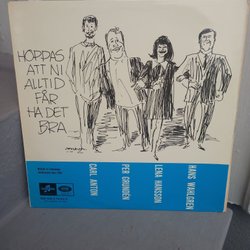 HOPPAS
ATT NI
ALLTID
FÅR
HA DET
BRA
CARL ANTON
PER GRUNDÉN
LENA HANSSON
HANS WAHLGREN